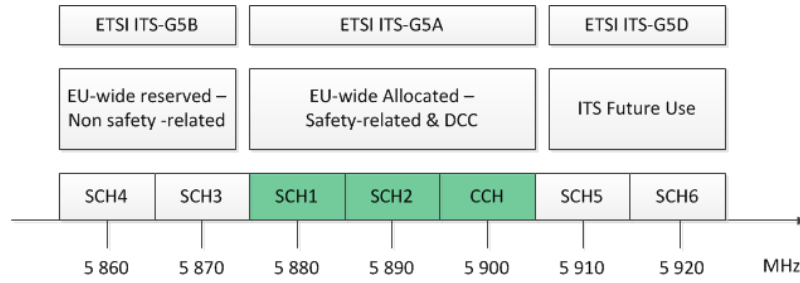 ETSI ITS-G5B
ETSI ITS-G5A
ETSI ITS-G5D
EU-wide reserved –
Non safety -related
EU-wide Allocated –
Safety-related & DCC
ITS Future Use
SCH4
SCH3
SCH1
SCH2
CCH
SCH5
SCH6
5 860
5 870
5 880
5 890
5 900
5 910
5 920
MHz